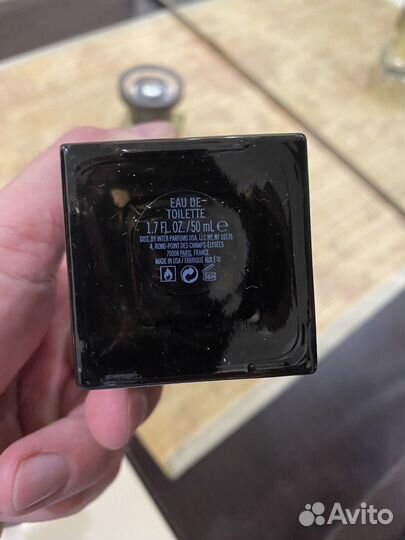 EAU DE
TOILETTE
1.7 FL OZ./50 mL ℮
DIST. BY INTER PARFUMS USA, LLC NY, NY 10176
4, ROND-POINT DES CHAMPS-ÉLYSÉES
75008 PARIS, FRANCE
MADE IN USA / FABRIQUÉ AUX É-U
36M
Avito